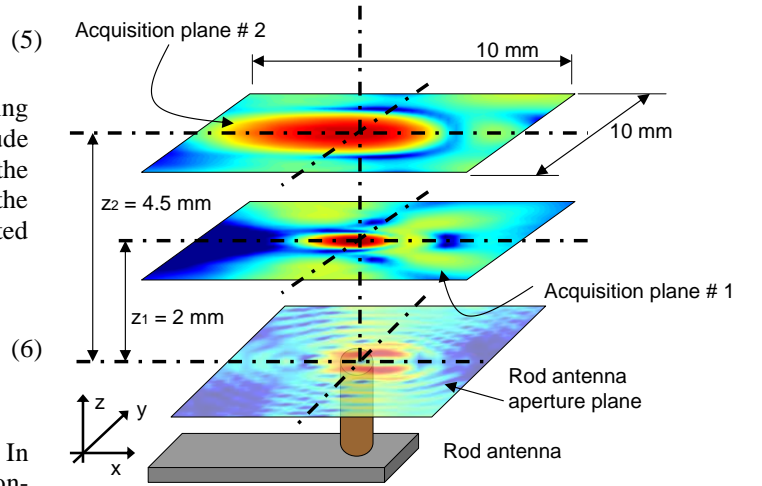 (5)
ing
ude
the
the
ted
(6)
In
on-
Acquisition plane # 2
10 mm
10 mm
z2 = 4.5 mm
Acquisition plane # 1
z1 = 2 mm
Rod antenna
aperture plane
z
y
x
Rod antenna